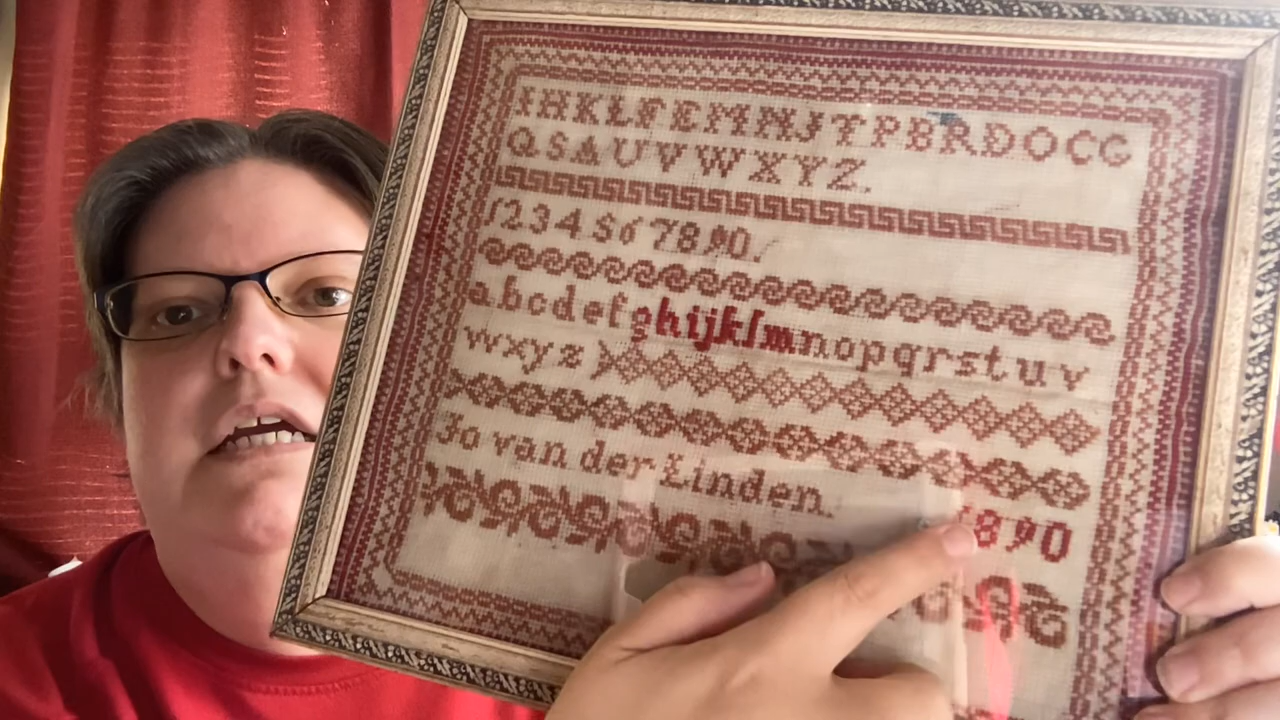 IHKLFEMNJTPBRDOCG
QSAUVWXYZ.
1234567890
abcdefghijklmnopqrstuv
wxyz
Jo van der Linden.
1890